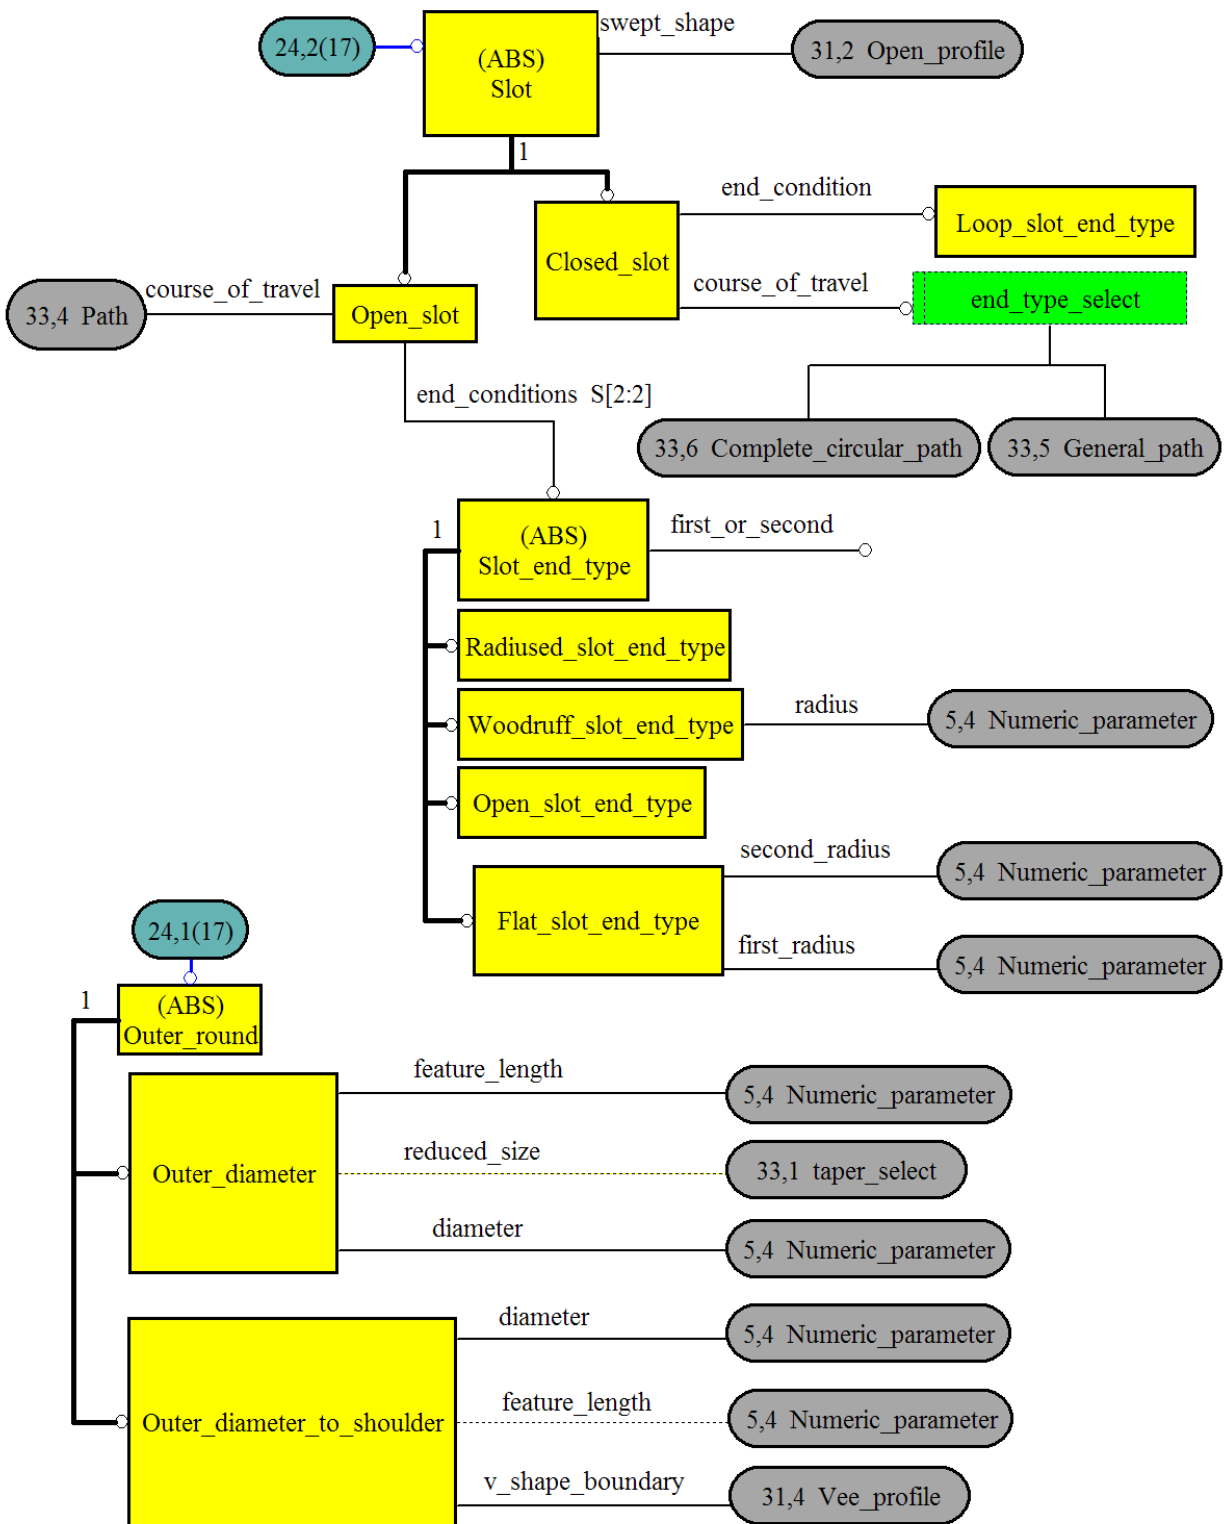 24,2(17)
(ABS)
Slot
swept_shape
31,2 Open_profile
1
end_condition
Loop_slot_end_type
Closed_slot
course_of_travel
end_type_select
33,4 Path
course_of_travel
Open_slot
end_conditions S[2:2]
33,6 Complete_circular_path
33,5 General_path
1
(ABS)
Slot_end_type
first_or_second
Radiused_slot_end_type
Woodruff_slot_end_type
radius
5,4 Numeric_parameter
Open_slot_end_type
second_radius
5,4 Numeric_parameter
Flat_slot_end_type
first_radius
5,4 Numeric_parameter
24,1(17)
1
(ABS)
Outer_round
feature_length
5,4 Numeric_parameter
Outer_diameter
reduced_size
33,1 taper_select
diameter
5,4 Numeric_parameter
diameter
5,4 Numeric_parameter
Outer_diameter_to_shoulder
feature_length
5,4 Numeric_parameter
v_shape_boundary
31,4 Vee_profile